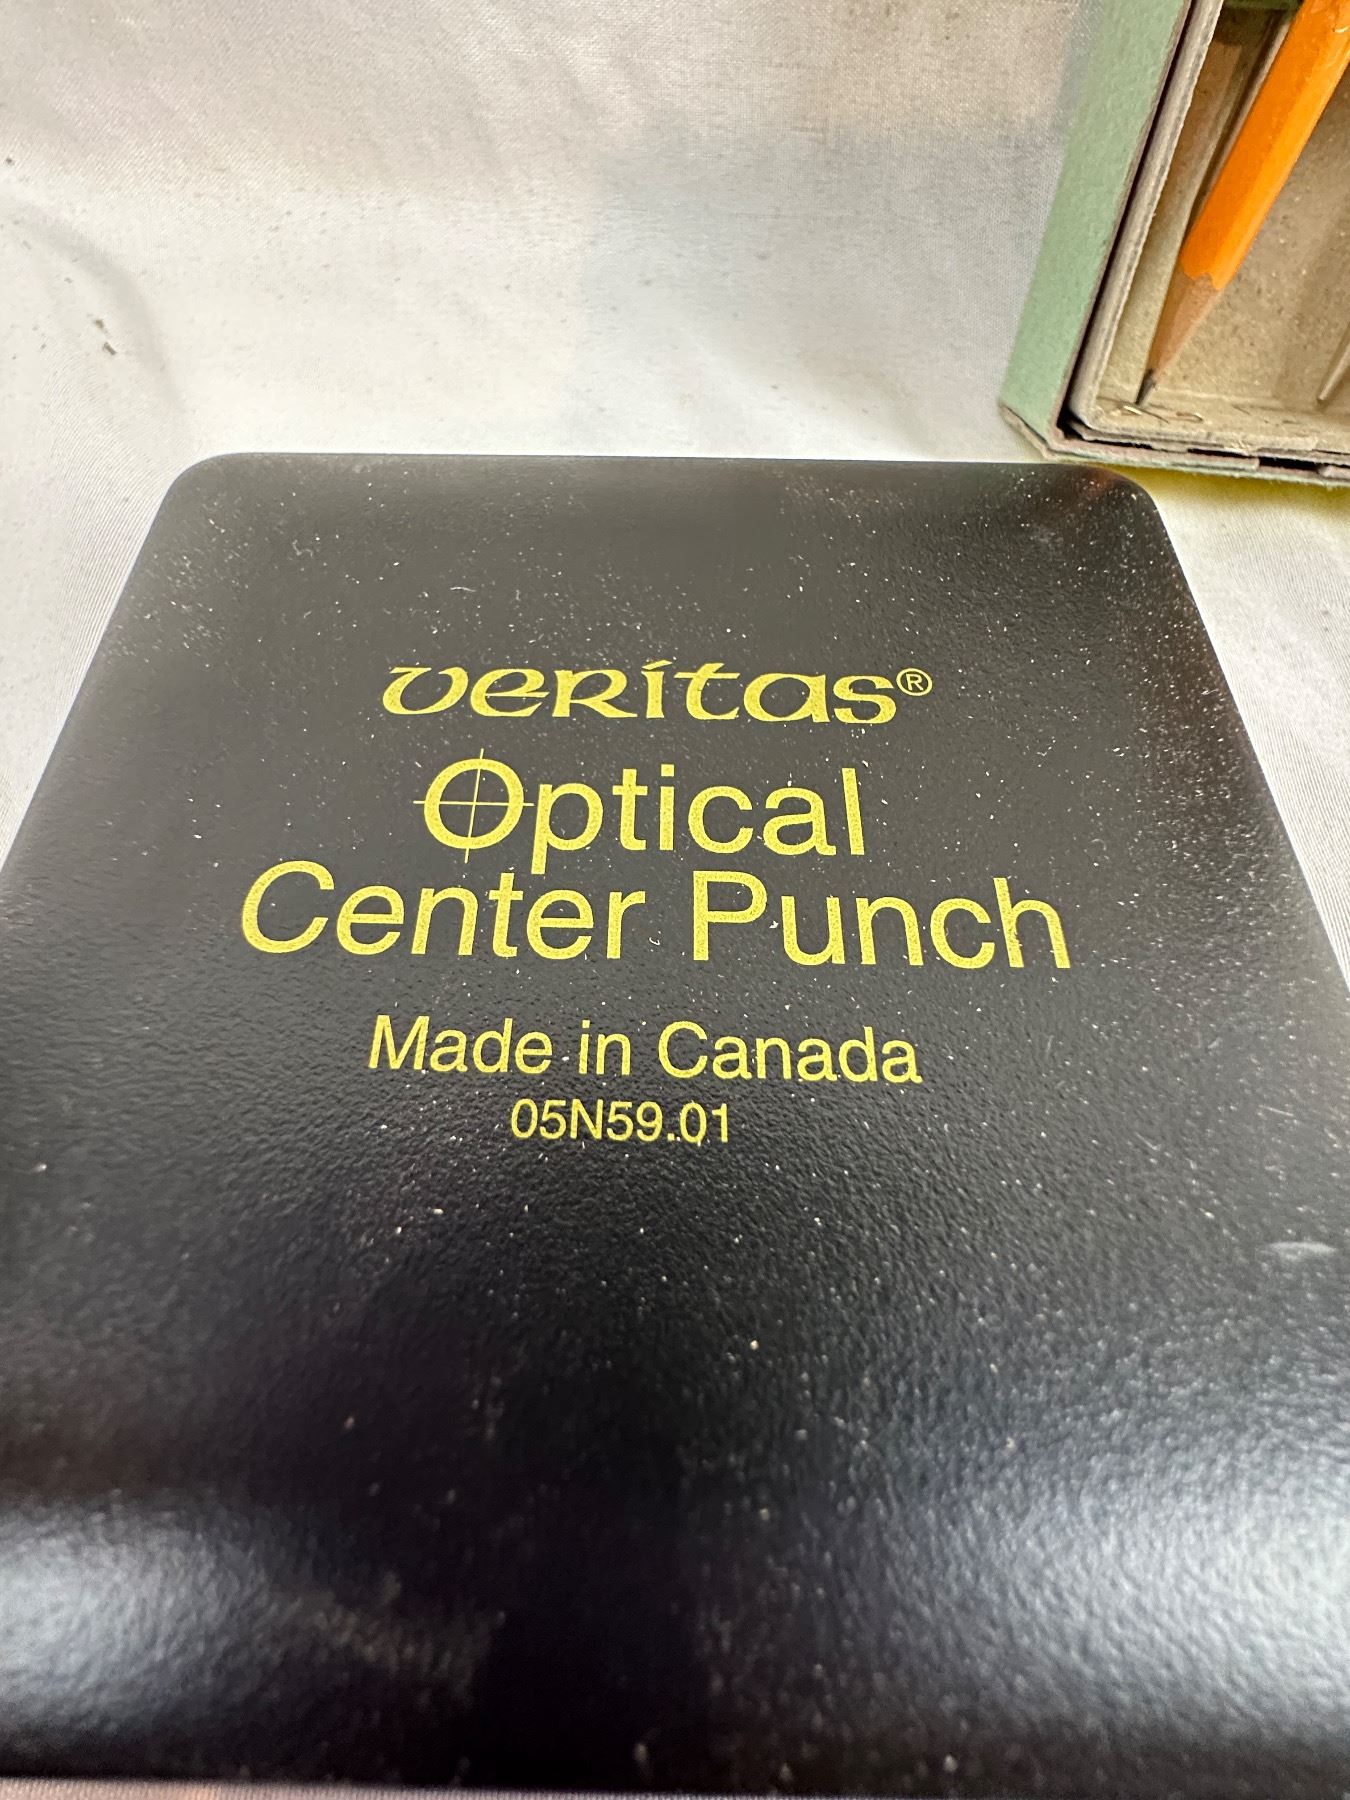 veritas®
Optical
Center Punch
Made in Canada
05N59.01